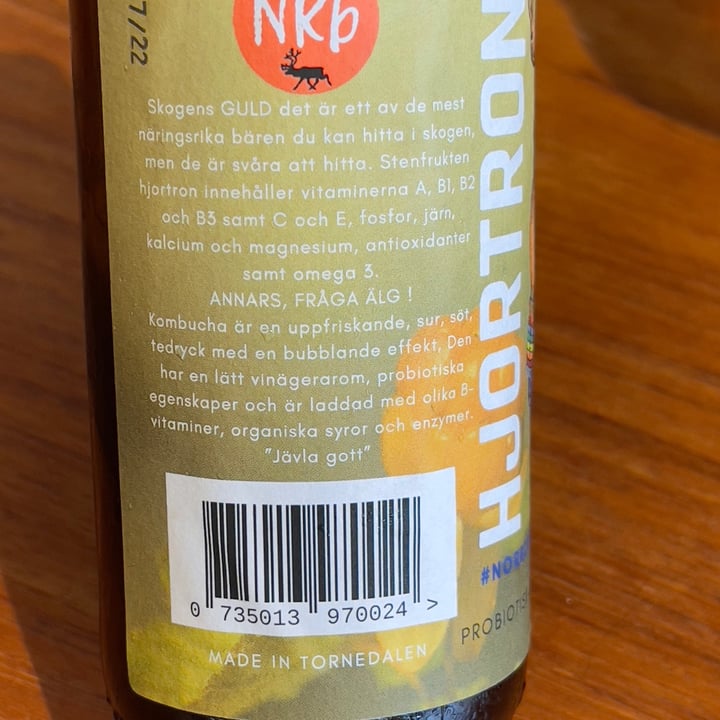 7/22
NRb
Skogens GULD det är ett av de mest
näringsrika bären du kan hitta i skogen,
men de är svåra att hitta. Stenfrukten
hjortron innehåller vitaminerna A, B1, B2
och B3 samt C och E, fosfor, järn,
kalcium och magnesium, antioxidanter
samt omega 3.
ANNARS, FRÅGA ÄLG !
Kombucha är en uppfriskande, sur, söt,
tedryck med en bubblande effekt, Den
har en lätt vinägerarom, probiotiska
egenskaper och är laddad med olika B-
vitaminer, organiska syror och enzymer.
"Jävla gott"
0 735013 970024 >
MADE IN TORNEDALEN
HJORTRON